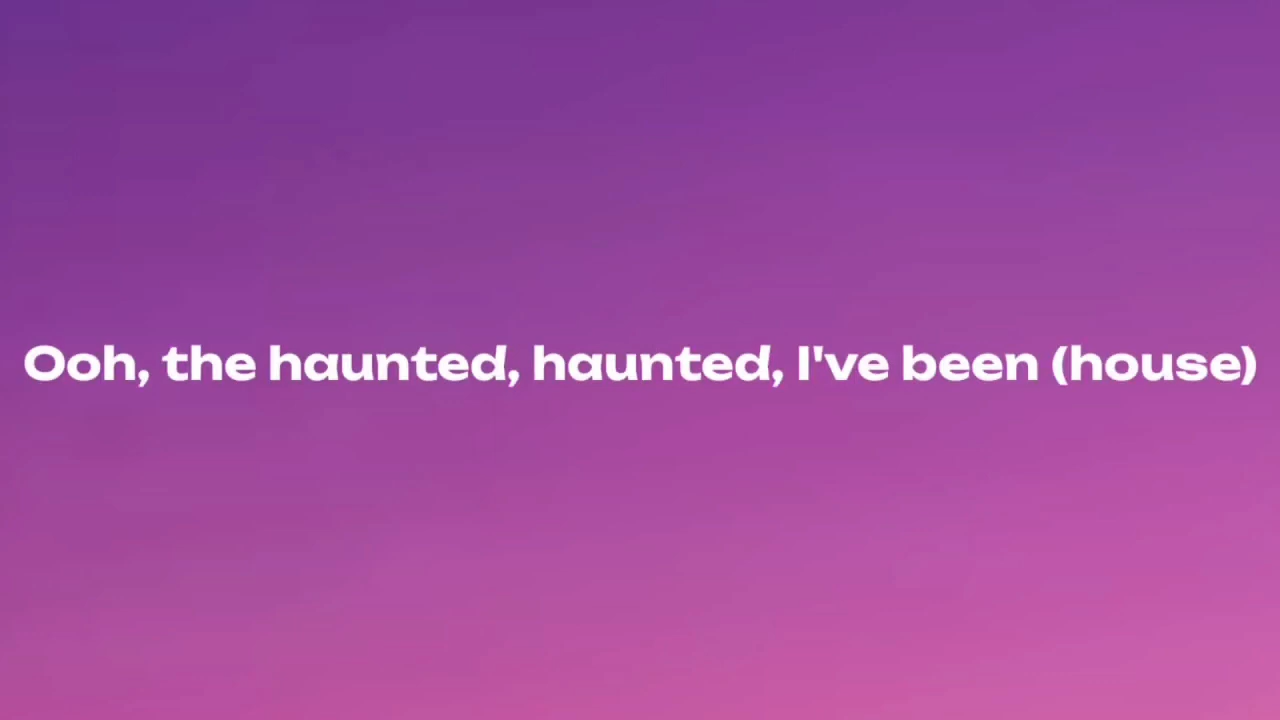 Ooh, the haunted, haunted, I've been (house)